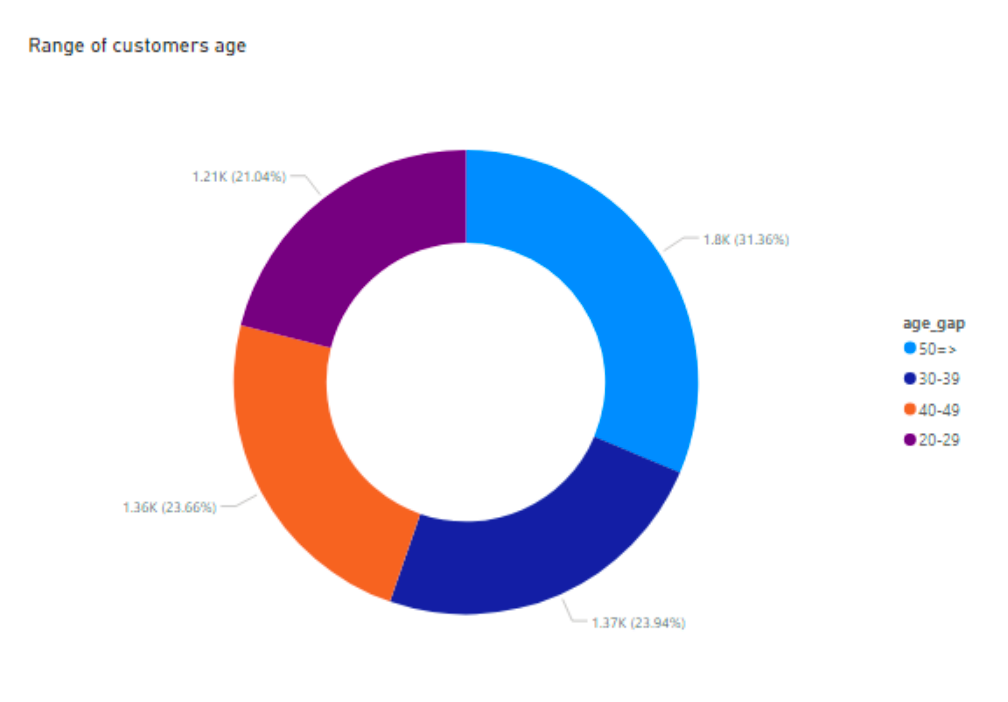 Range of customers age
1.21K (21.04%)
1.8K (31.36%)
age_gap
50=>
30-39
40-49
20-29
1.36K (23.66%)
1.37K (23.94%)